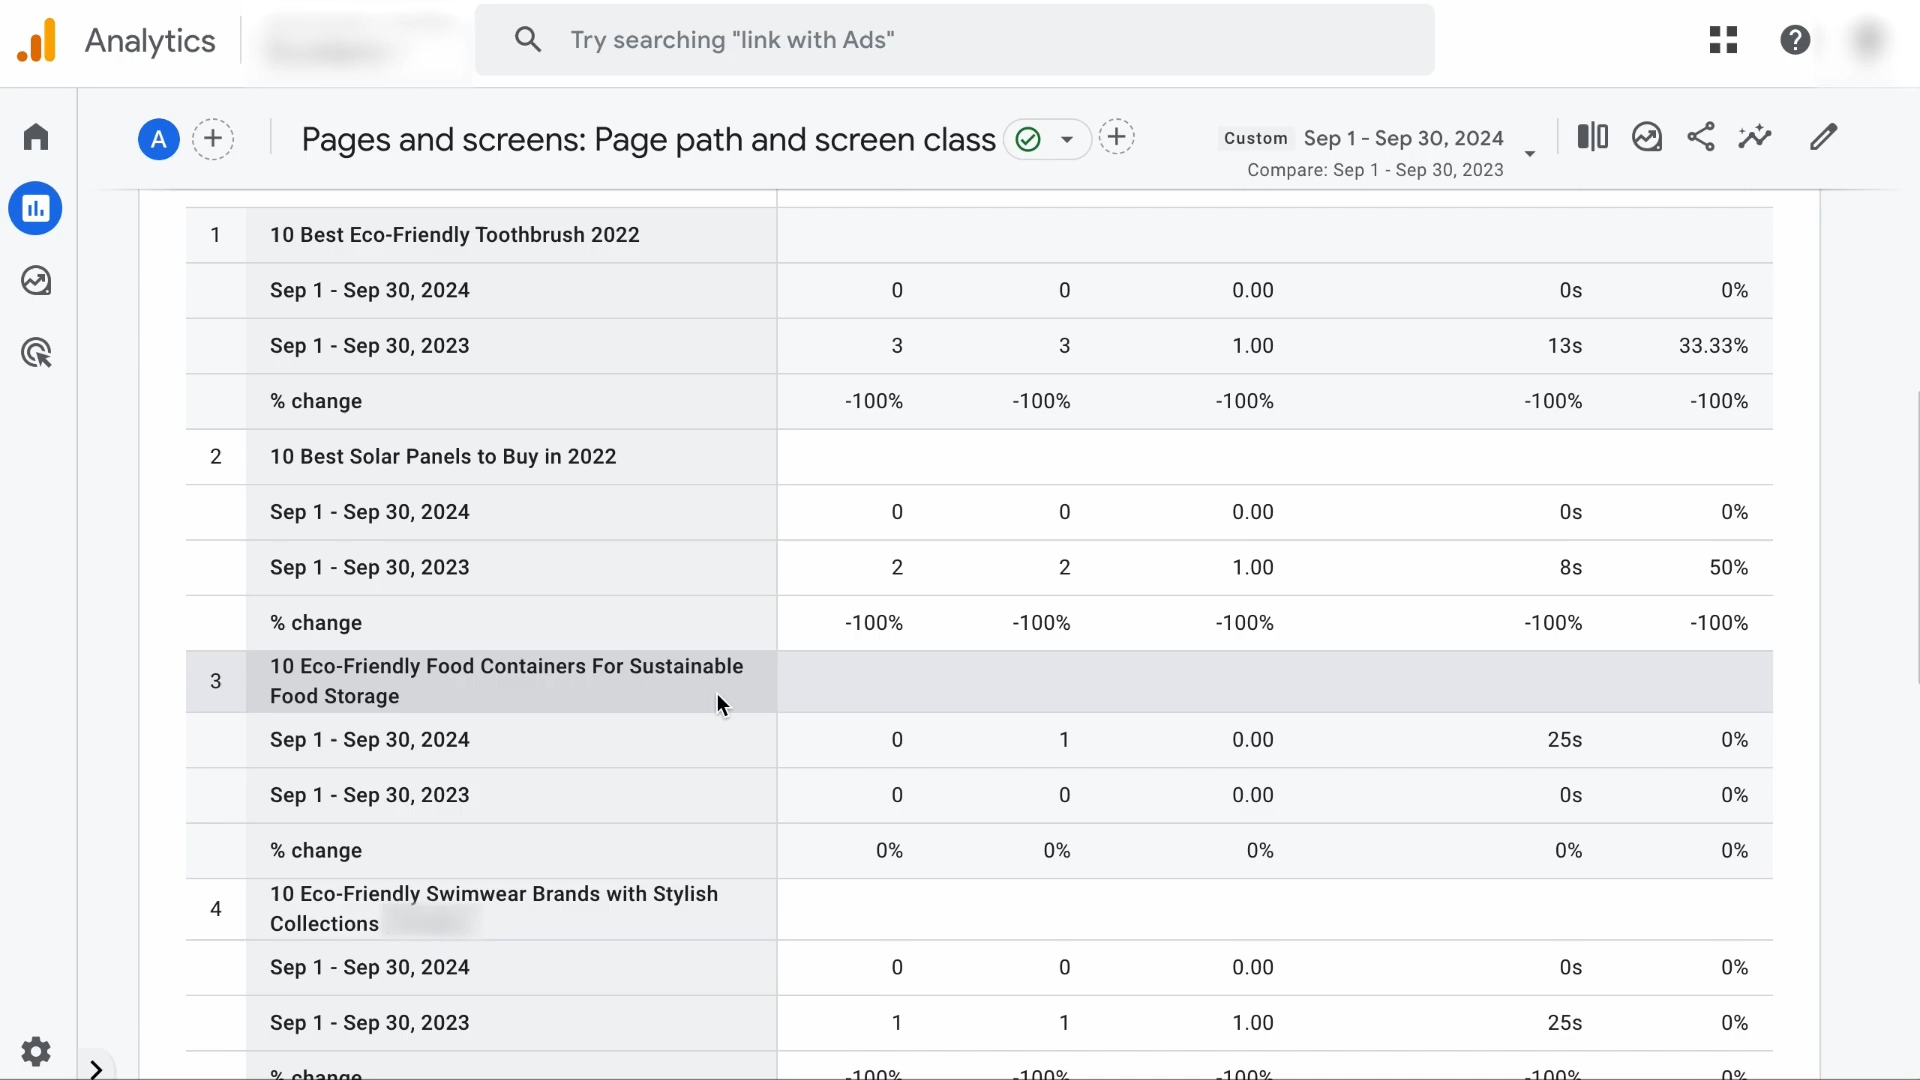 Analytics
Try searching "link with Ads"
A
Pages and screens: Page path and screen class
Custom Sep 1 - Sep 30, 2024
Compare: Sep 1 - Sep 30, 2023
1 10 Best Eco-Friendly Toothbrush 2022
Sep 1 - Sep 30, 2024 0 0 0.00 0s 0%
Sep 1 - Sep 30, 2023 3 3 1.00 13s 33.33%
% change -100% -100% -100% -100% -100%
2 10 Best Solar Panels to Buy in 2022
Sep 1 - Sep 30, 2024 0 0 0.00 0s 0%
Sep 1 - Sep 30, 2023 2 2 1.00 8s 50%
% change -100% -100% -100% -100% -100%
3 10 Eco-Friendly Food Containers For Sustainable
Food Storage
Sep 1 - Sep 30, 2024 0 1 0.00 25s 0%
Sep 1 - Sep 30, 2023 0 0 0.00 0s 0%
% change 0% 0% 0% 0% 0%
4 10 Eco-Friendly Swimwear Brands with Stylish
Collections
Sep 1 - Sep 30, 2024 0 0 0.00 0s 0%
Sep 1 - Sep 30, 2023 1 1 1.00 25s 0%
% change -100% -100% -100% -100% 0%